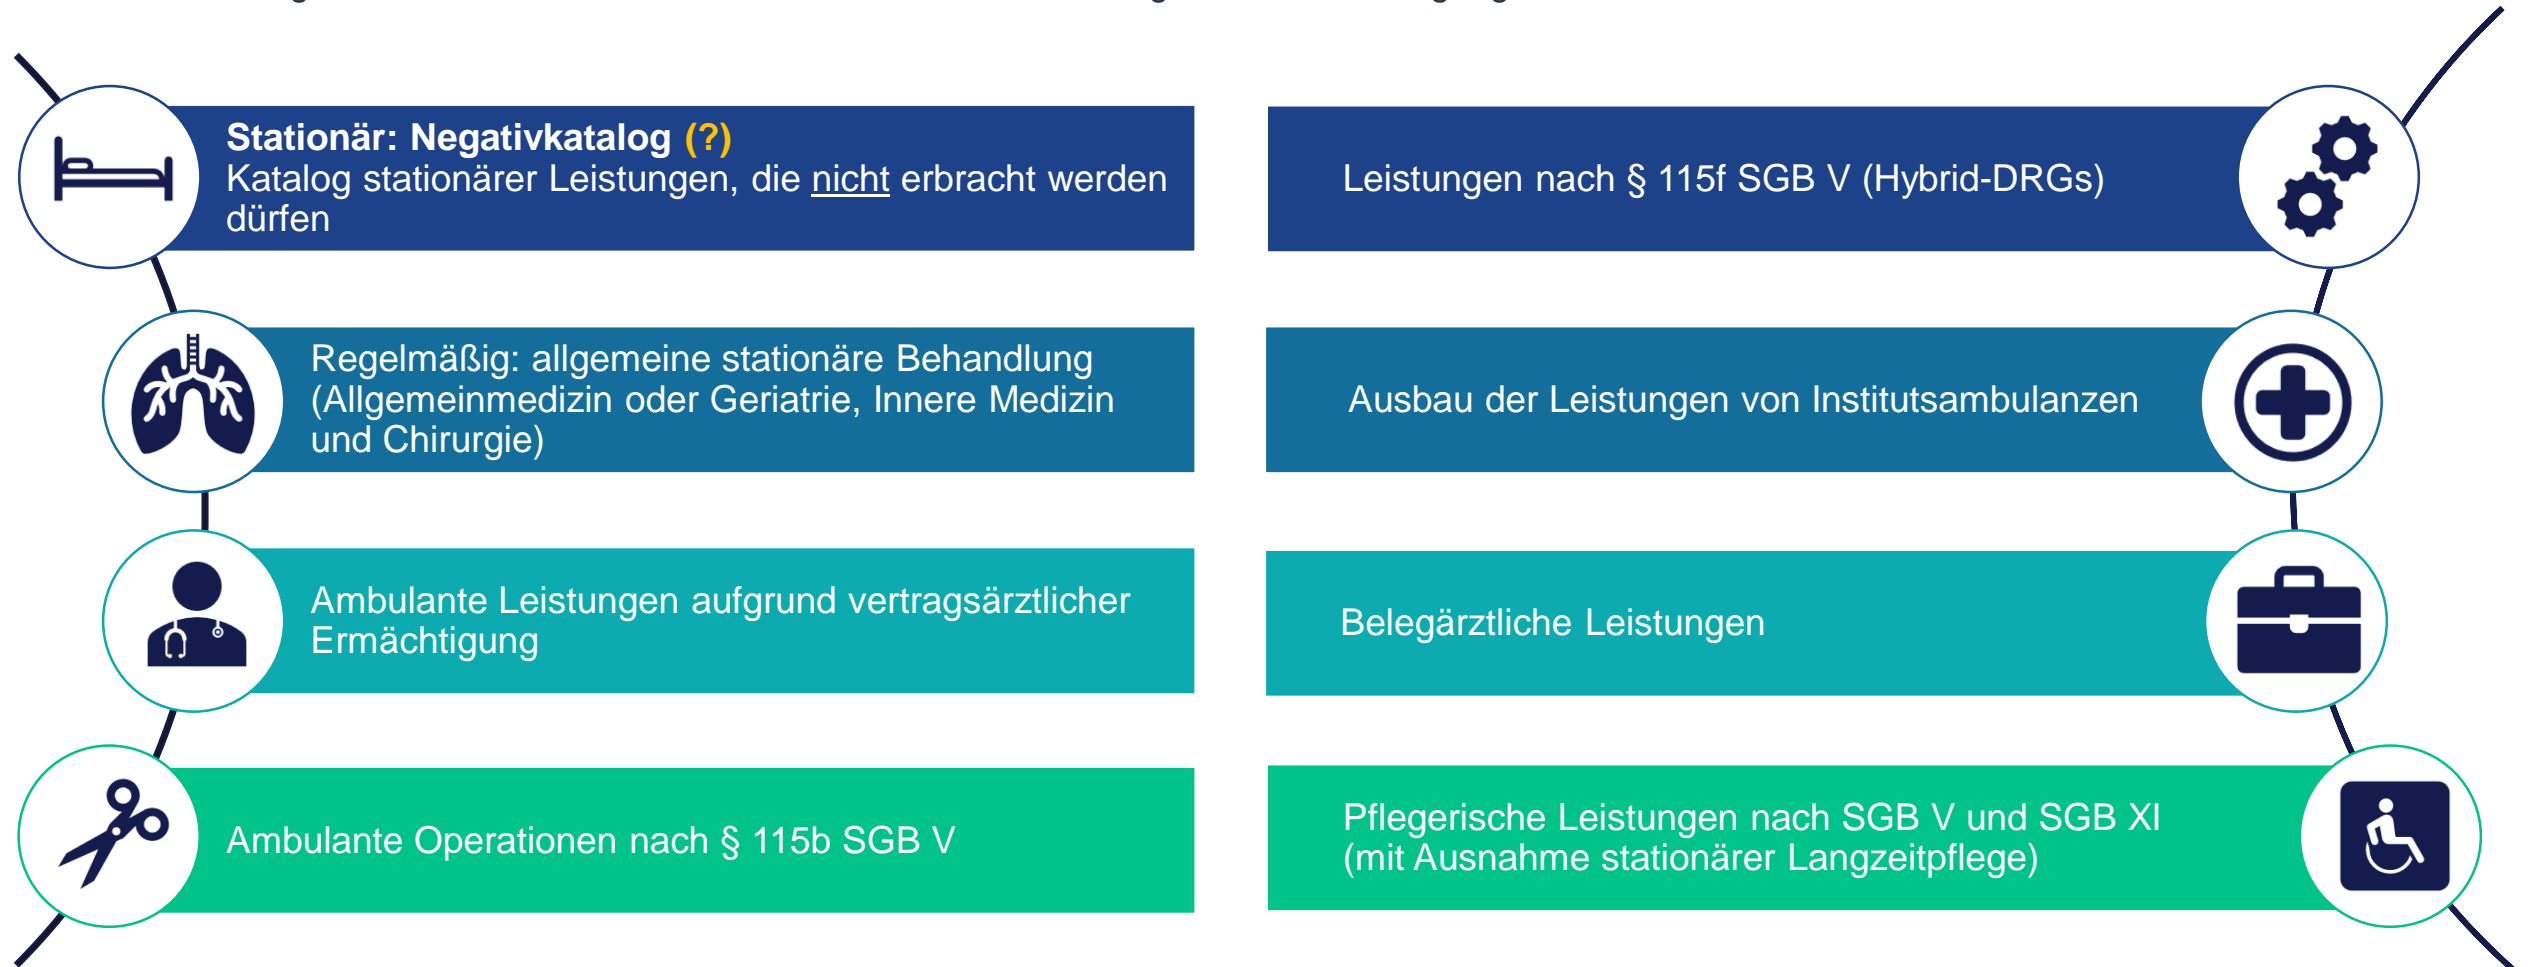 Stationär: Negativkatalog (?)
Katalog stationärer Leistungen, die nicht erbracht werden
dürfen
Regelmäßig: allgemeine stationäre Behandlung
(Allgemeinmedizin oder Geriatrie, Innere Medizin
und Chirurgie)
Ambulante Leistungen aufgrund vertragsärztlicher
Ermächtigung
Ambulante Operationen nach § 115b SGB V
Leistungen nach § 115f SGB V (Hybrid-DRGs)
Ausbau der Leistungen von Institutsambulanzen
Belegärztliche Leistungen
Pflegerische Leistungen nach SGB V und SGB XI
(mit Ausnahme stationärer Langzeitpflege)